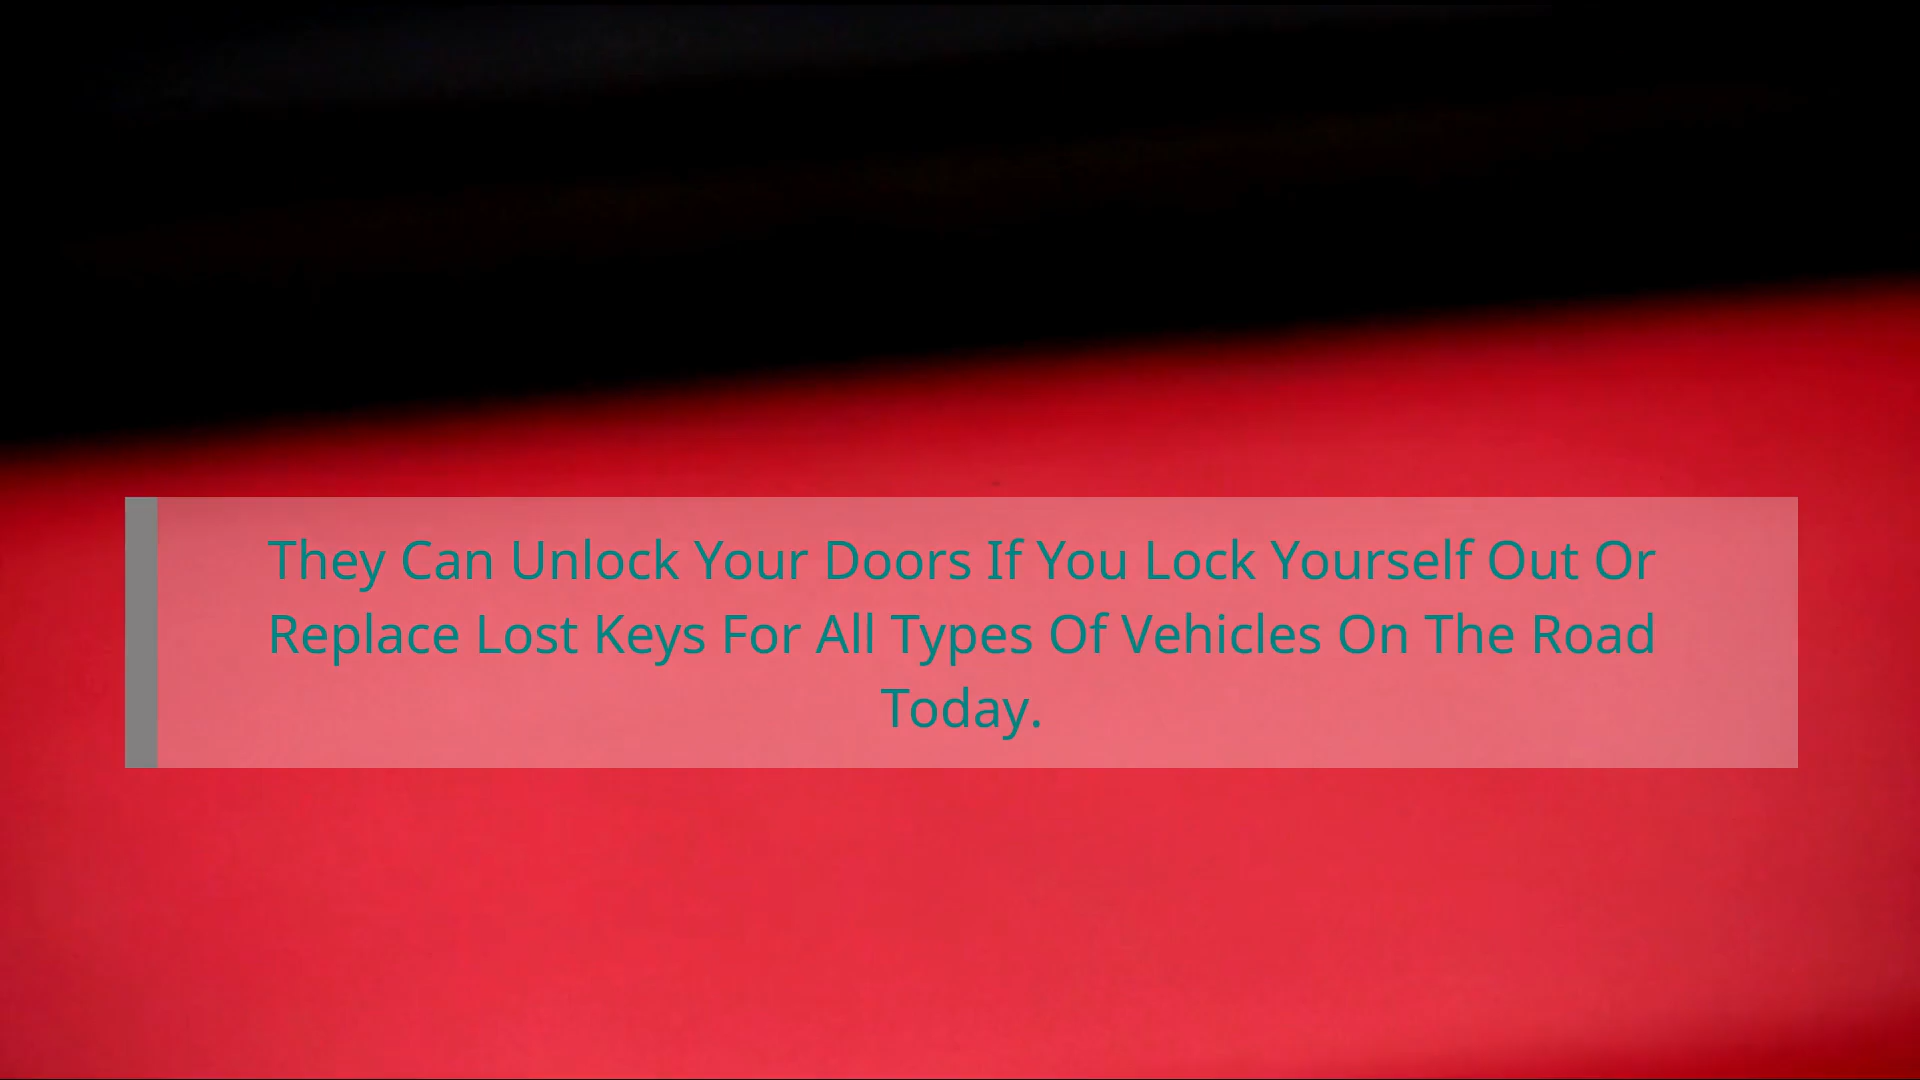 They Can Unlock Your Doors If You Lock Yourself Out Or
Replace Lost Keys For All Types Of Vehicles On The Road
Today.